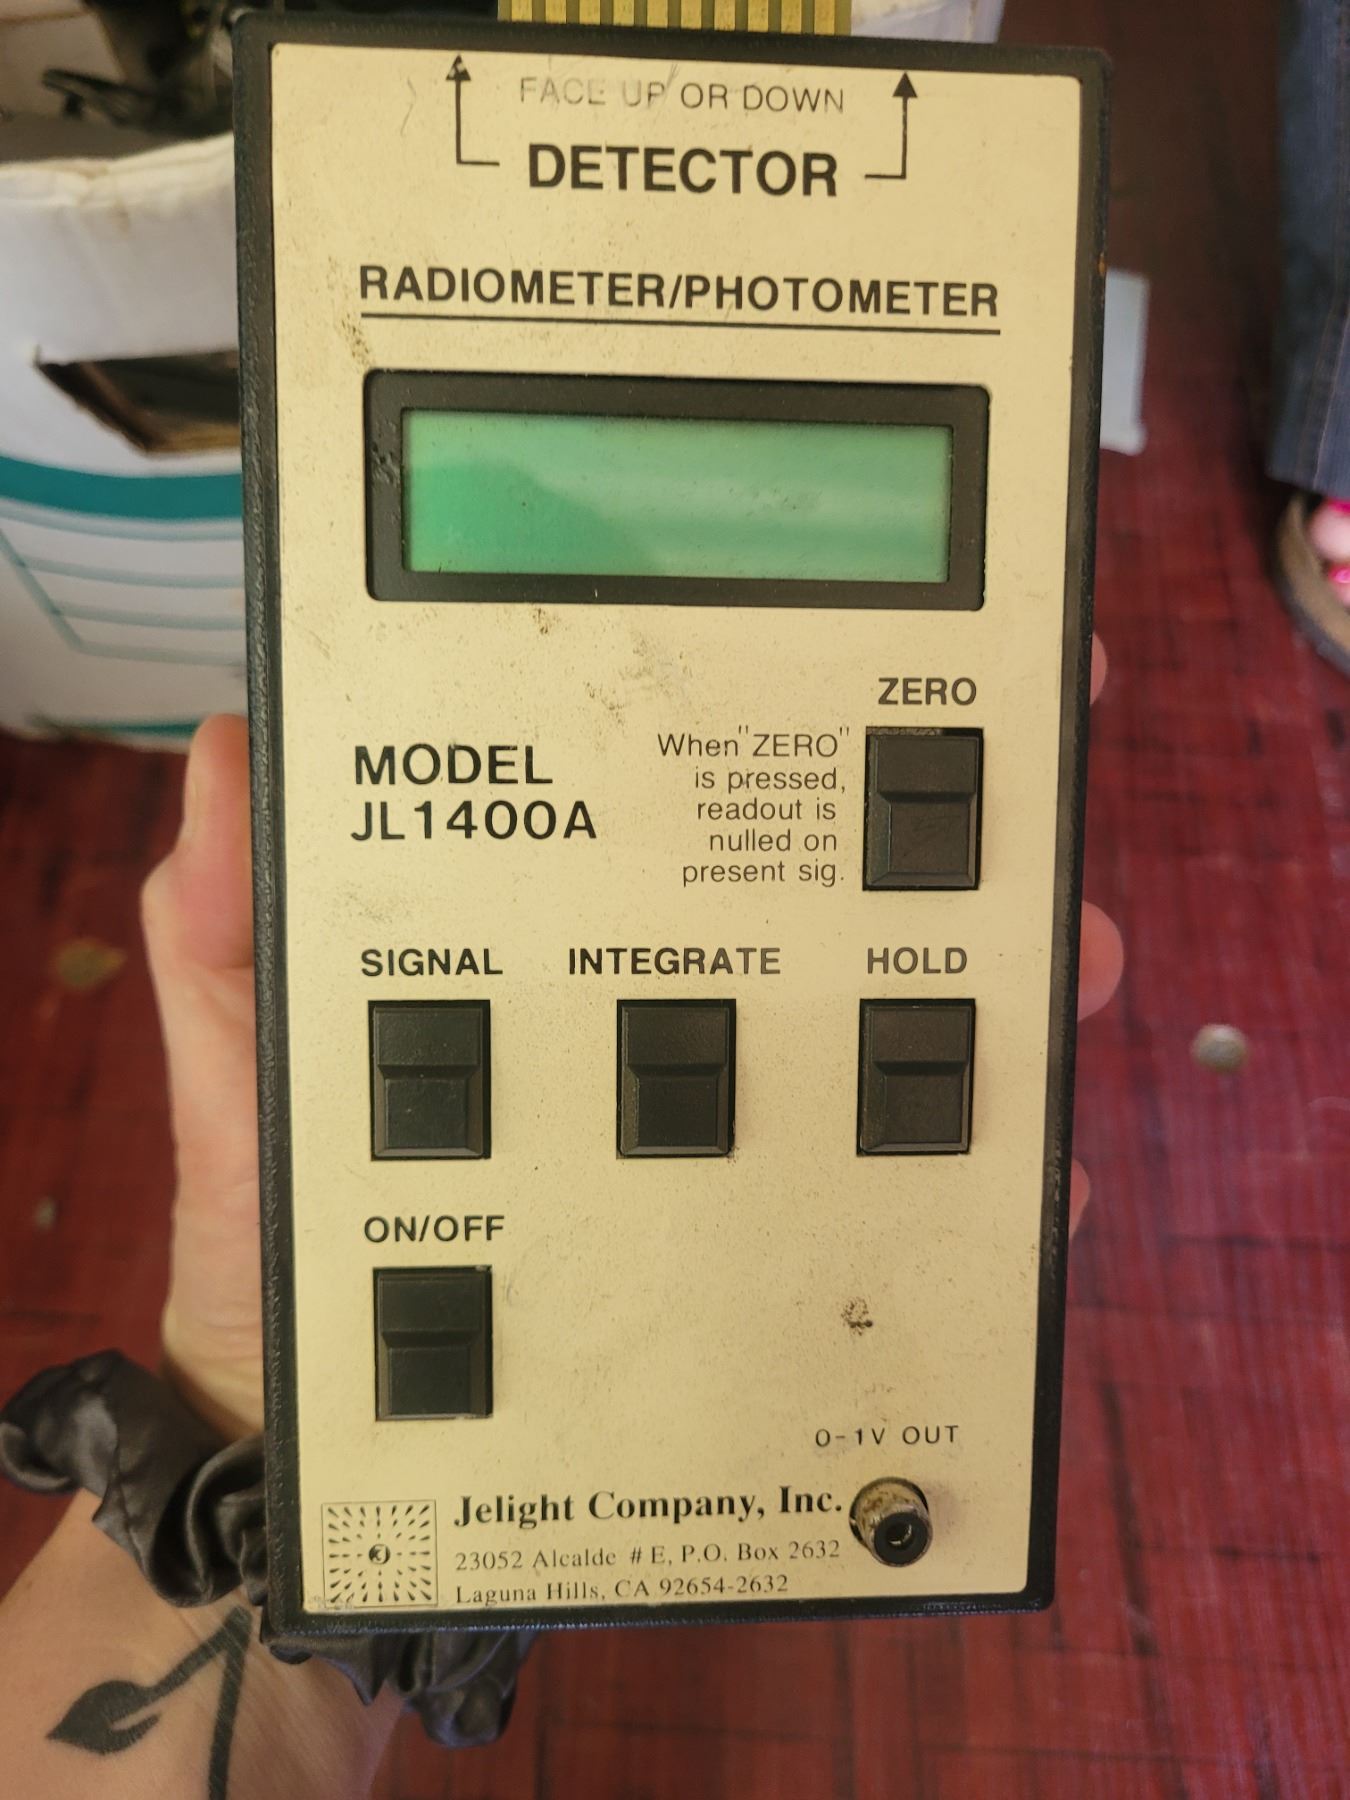 FACE UP OR DOWN
DETECTOR
RADIOMETER/PHOTOMETER
ZERO
When "ZERO"
is pressed,
readout is
nulled on
present sig.
MODEL
JL1400A
SIGNAL INTEGRATE HOLD
ON/OFF
0-1V OUT
Jelight Company, Inc.
23052 Alcalde # E, P.O. Box 2632
Laguna Hills, CA 92654-2632